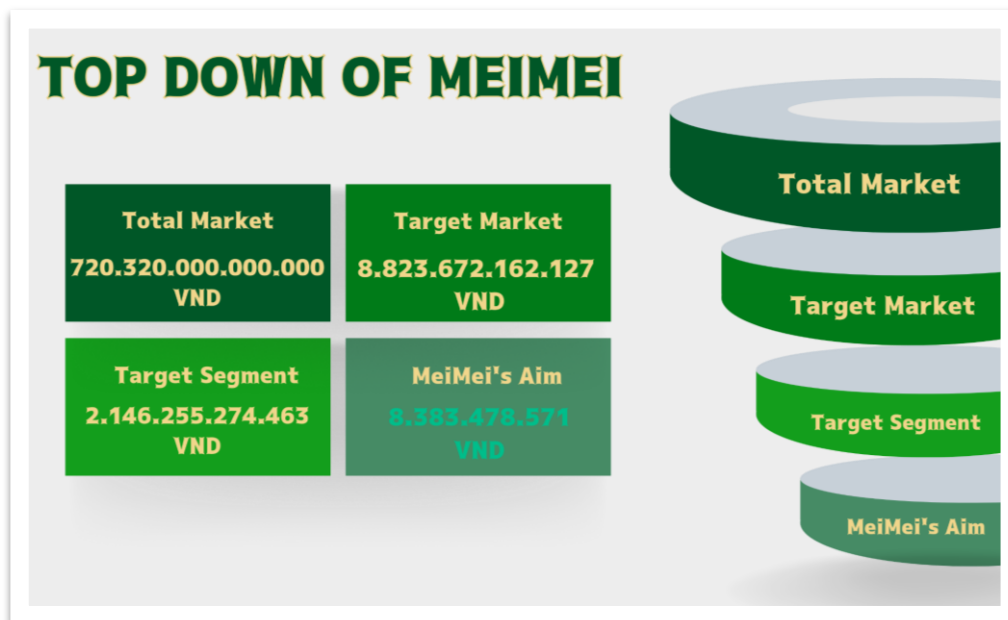 TOP DOWN OF MEIMEI
Total Market
720.320.000.000.000
VND
Target Market
8.823.672.162.127
VND
Target Segment
2.146.255.274.463
VND
MeiMei's Aim
8.383.478.571
VND
Total Market
Target Market
Target Segment
MeiMei's Aim